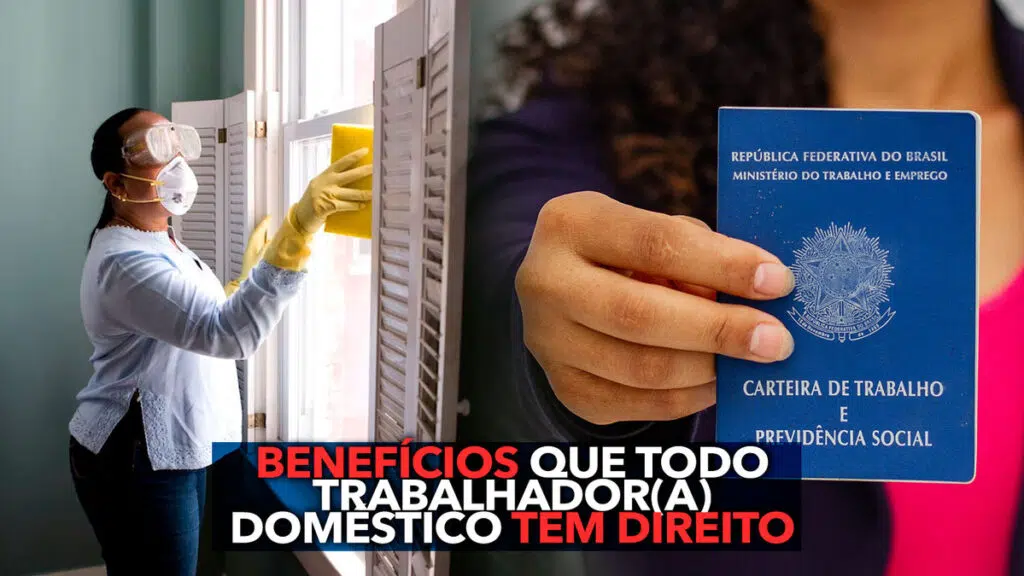 REPÚBLICA FEDERATIVA DO BRASIL
MINISTÉRIO DO TRABALHO E EMPREGO
CARTEIRA DE TRABALHO
E
PREVIDÊNCIA SOCIAL
BENEFÍCIOS QUE TODO
TRABALHADOR(A)
DOMÉSTICO TEM DIREITO